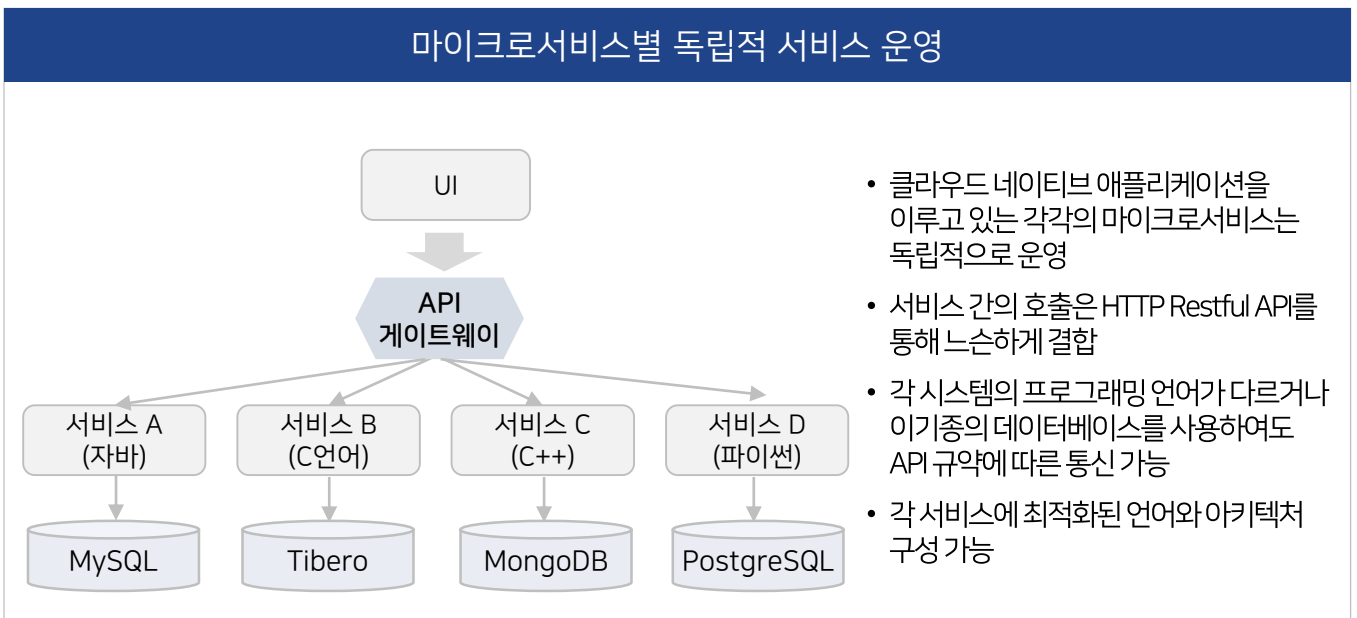 마이크로서비스별 독립적 서비스 운영
UI
API
게이트웨이
서비스 A
(자바)
서비스 B
(C언어)
서비스 C
(C++)
서비스 D
(파이썬)
MySQL
Tibero
MongoDB
PostgreSQL
• 클라우드 네이티브 애플리케이션을
이루고 있는 각각의 마이크로서비스는
독립적으로 운영
• 서비스 간의 호출은 HTTP Restful API를
통해 느슨하게 결합
• 각 시스템의 프로그래밍 언어가 다르거나
이기종의 데이터베이스를 사용하여도
API 규약에 따른 통신 가능
• 각 서비스에 최적화된 언어와 아키텍처
구성 가능